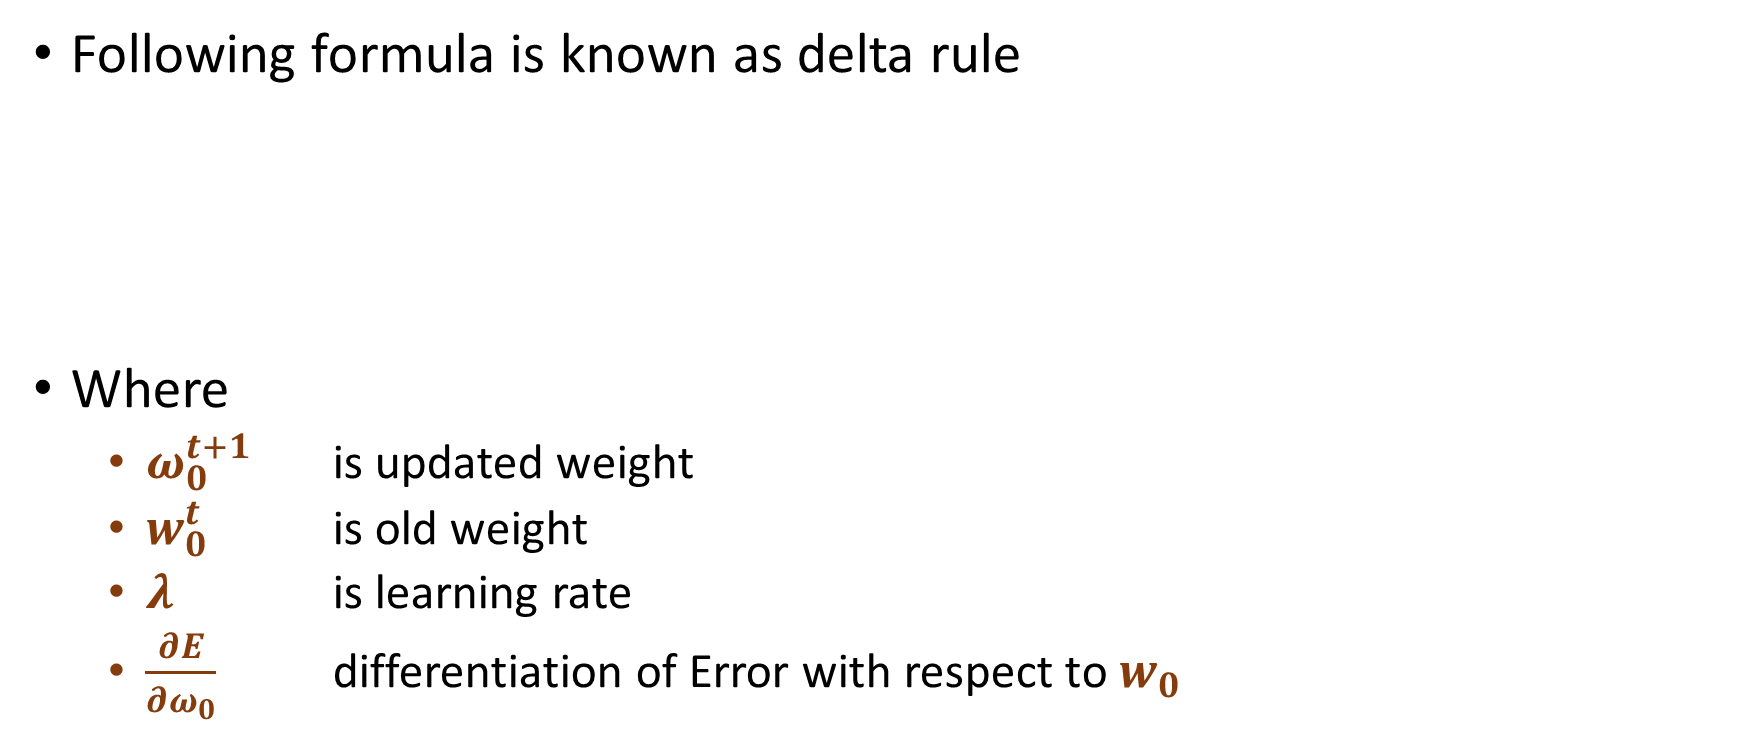 • Following formula is known as delta rule
• Where
• ω₀ᵗ⁺¹ is updated weight
• w₀ᵗ is old weight
• λ is learning rate
• ∂E/∂ω₀ differentiation of Error with respect to w₀